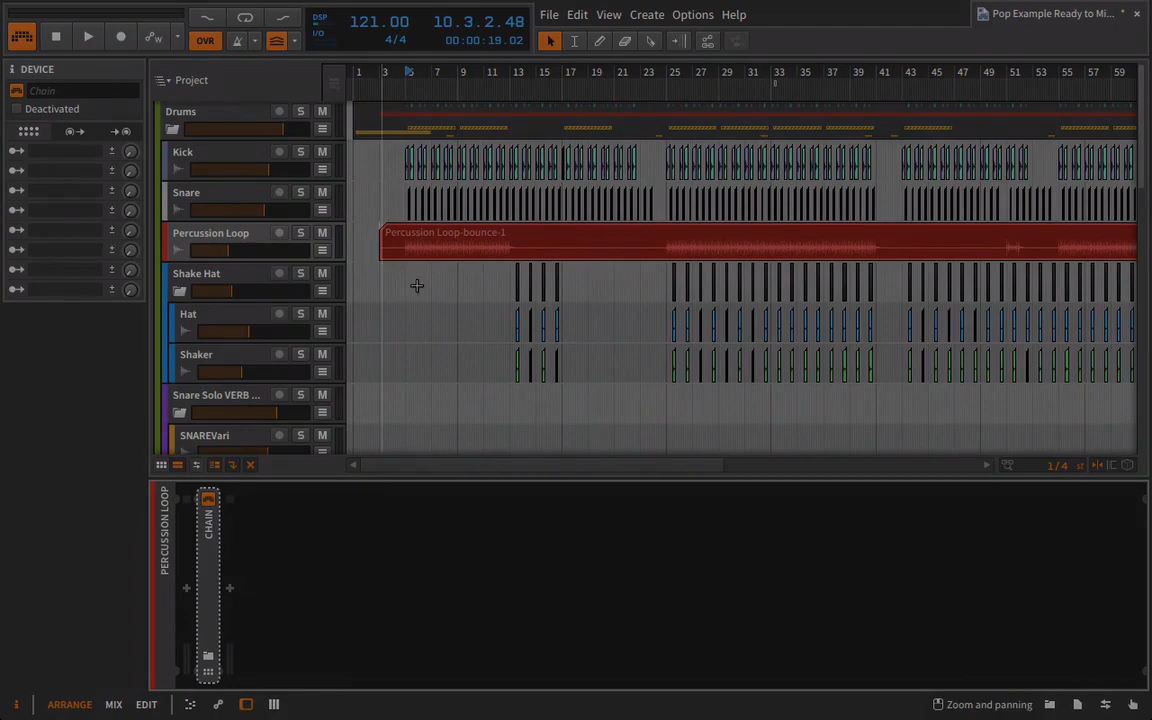 DSP
I/O
121.00
10.3.2.48
4/4
00:00:19.02
OVR
File Edit View Create Options Help
Pop Example Ready to Mi... *
DEVICE
Chain
Deactivated
Project
1 3 5 7 9 11 13 15 17 19 21 23 25 27 29 31 33 35 37 39 41 43 45 47 49 51 53 55 57 59
Drums S M
Kick S M
Snare S M
Percussion Loop S M
Percussion Loop-bounce-1
Shake Hat S M
Hat S M
Shaker S M
Snare Solo VERB ... S M
SNAREVari S M
1/4 st
PERCUSSION LOOP
CHAIN
ARRANGE MIX EDIT
Zoom and panning